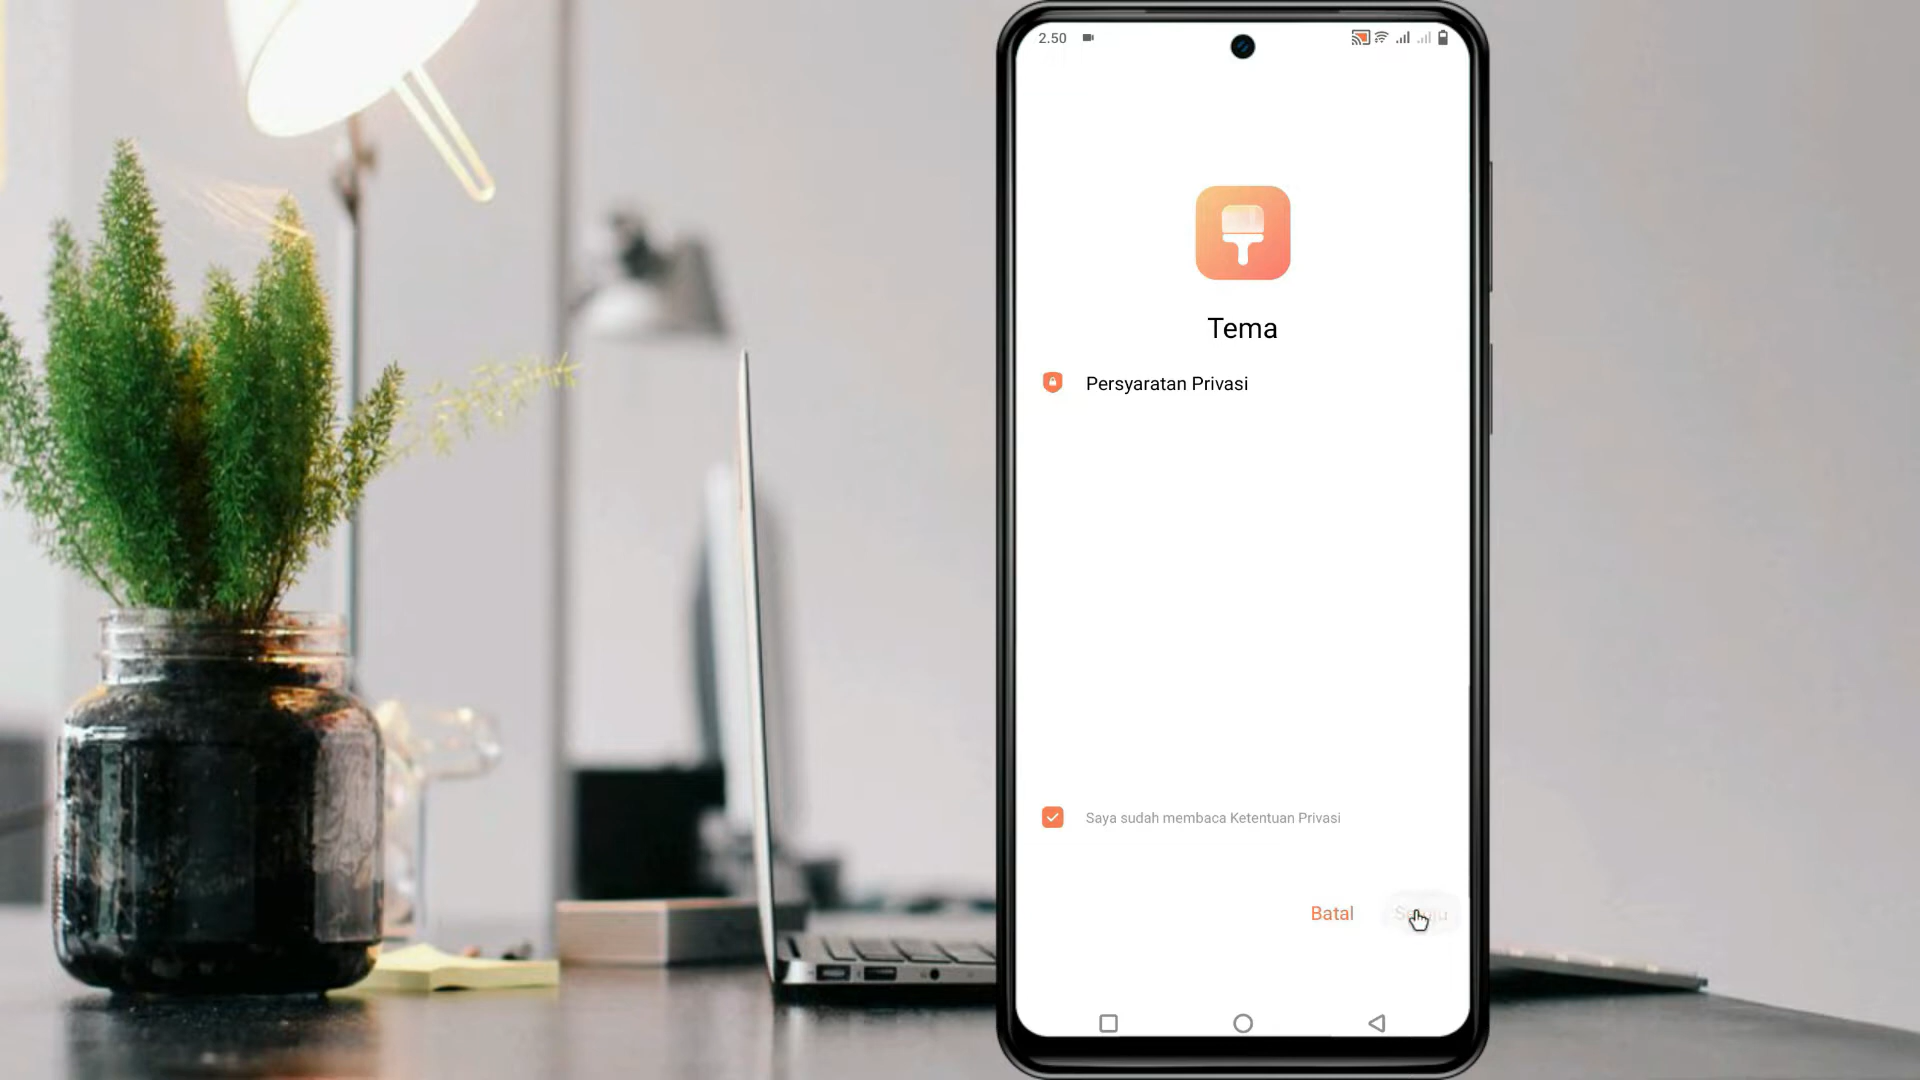 2.50
Tema
Persyaratan Privasi
Saya sudah membaca Ketentuan Privasi
Batal